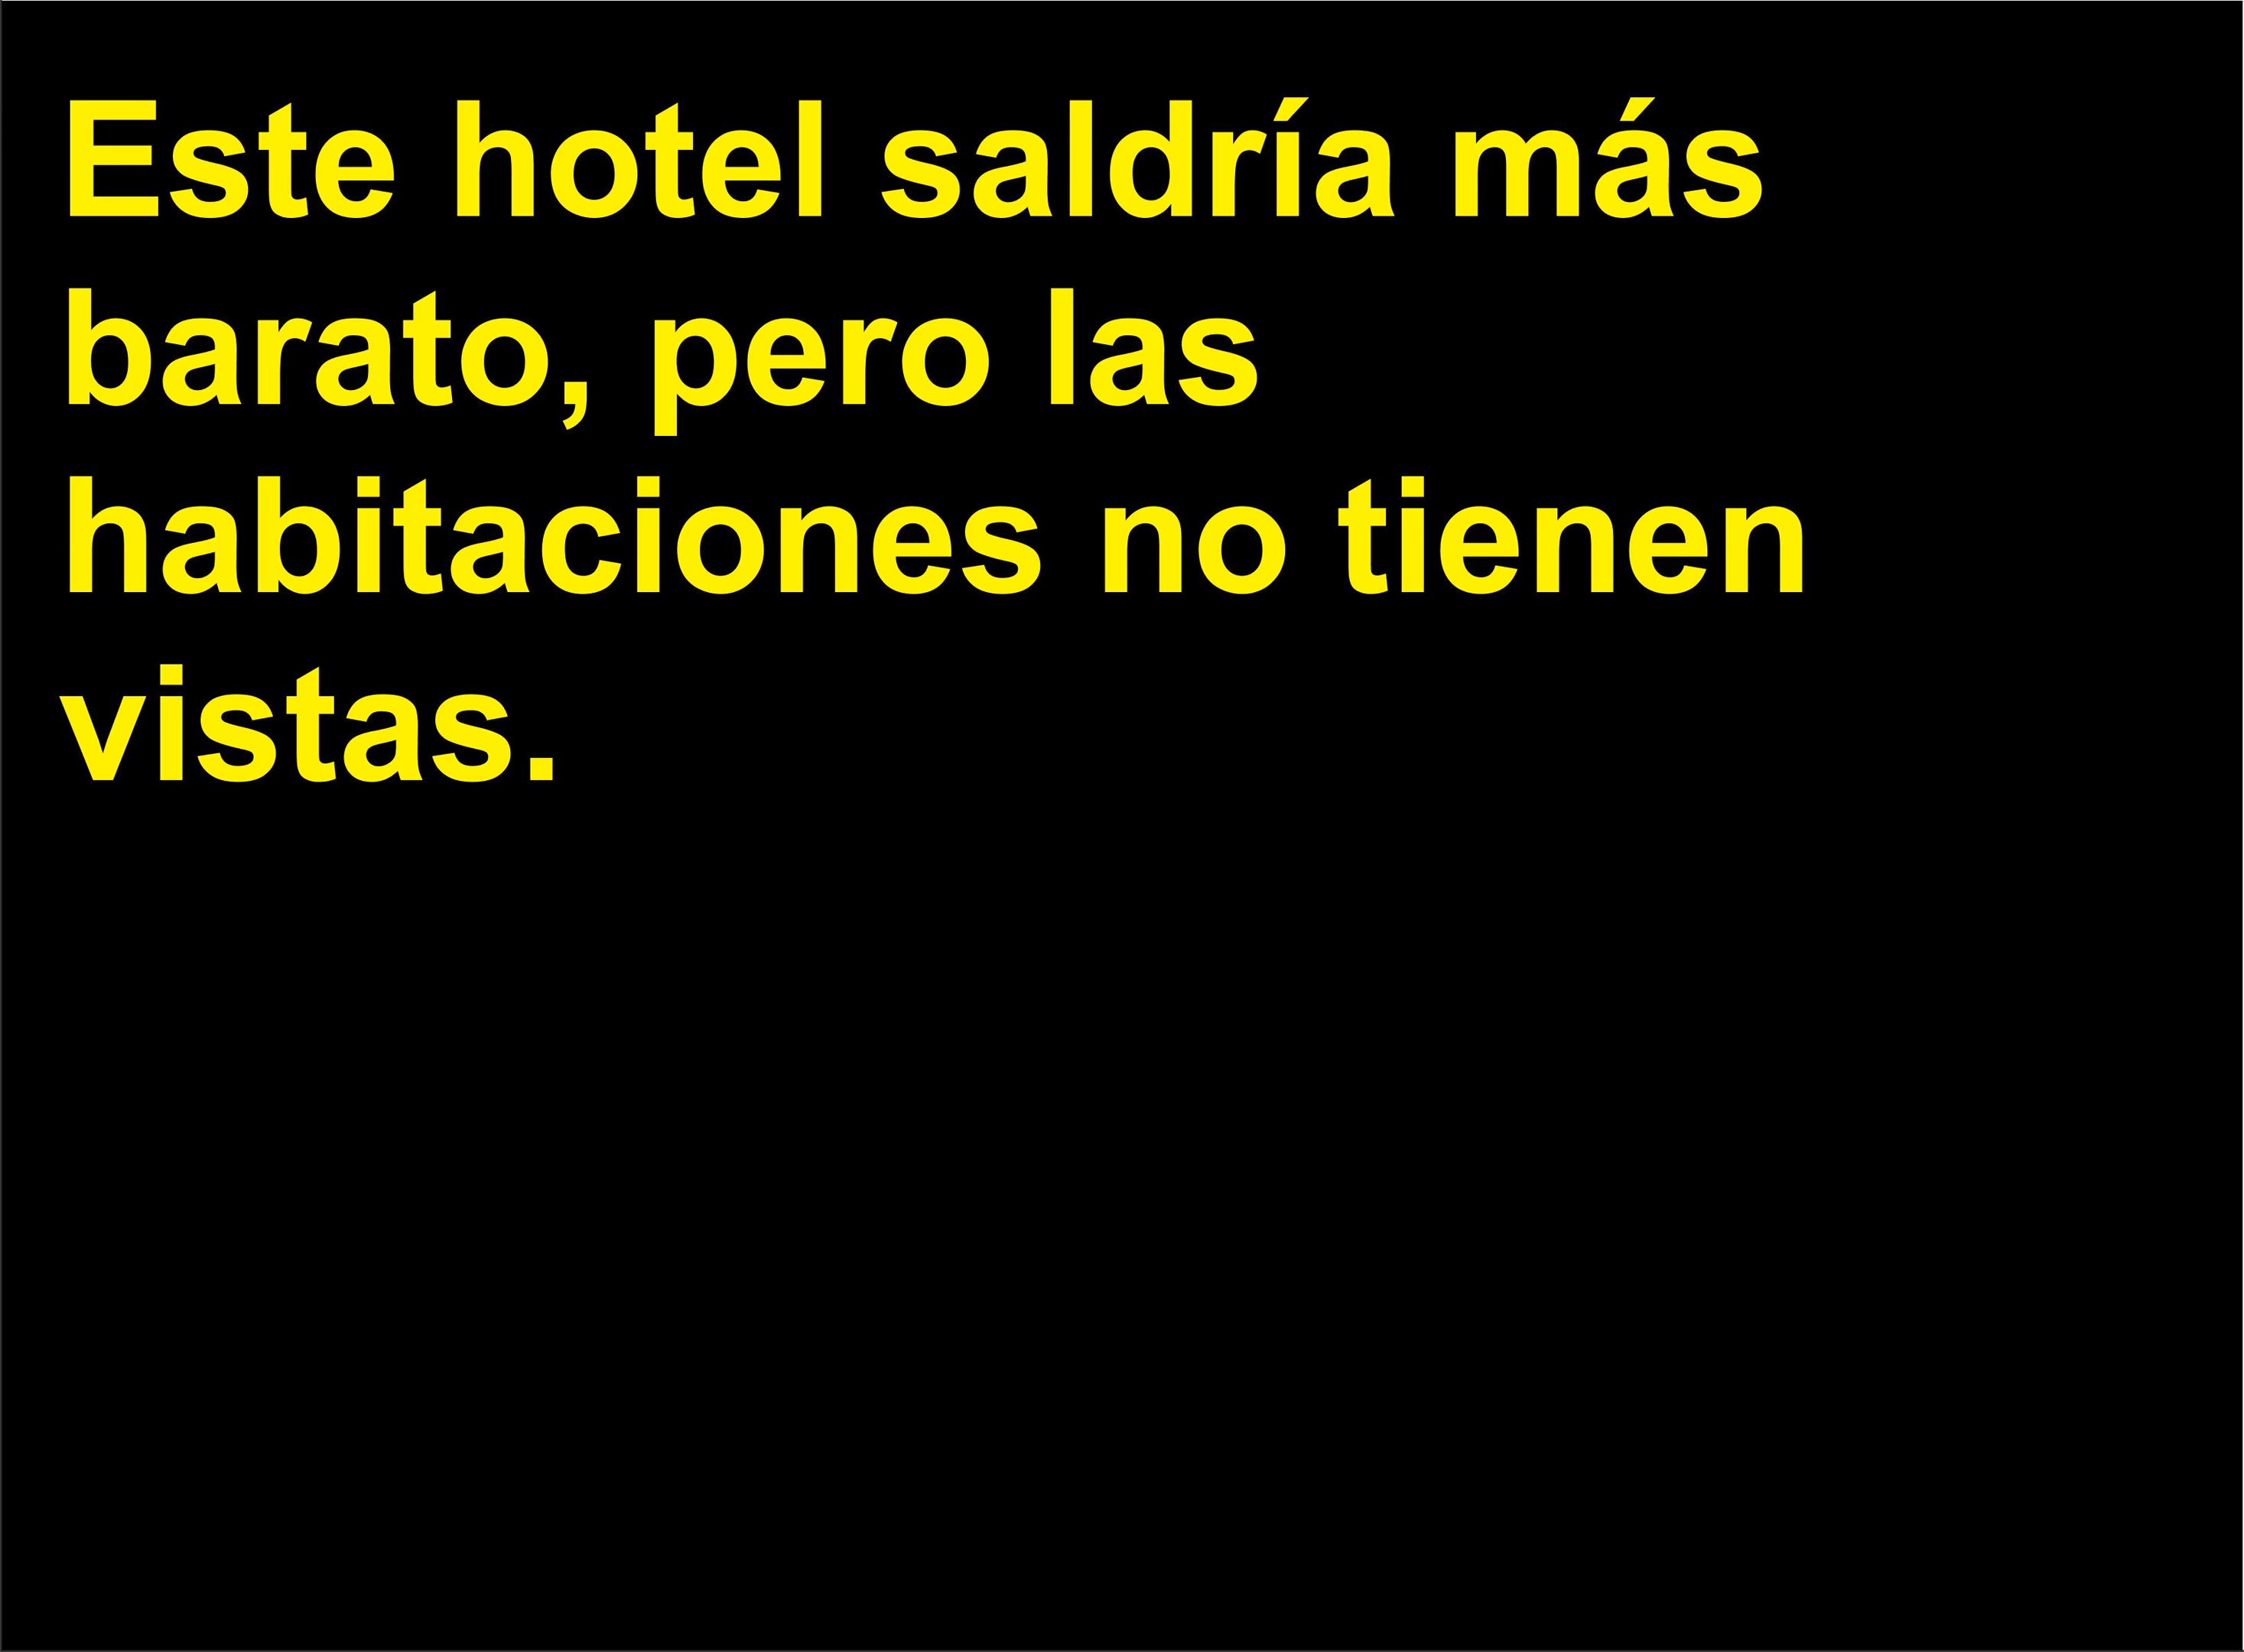 Este hotel saldría más
barato, pero las
habitaciones no tienen
vistas.